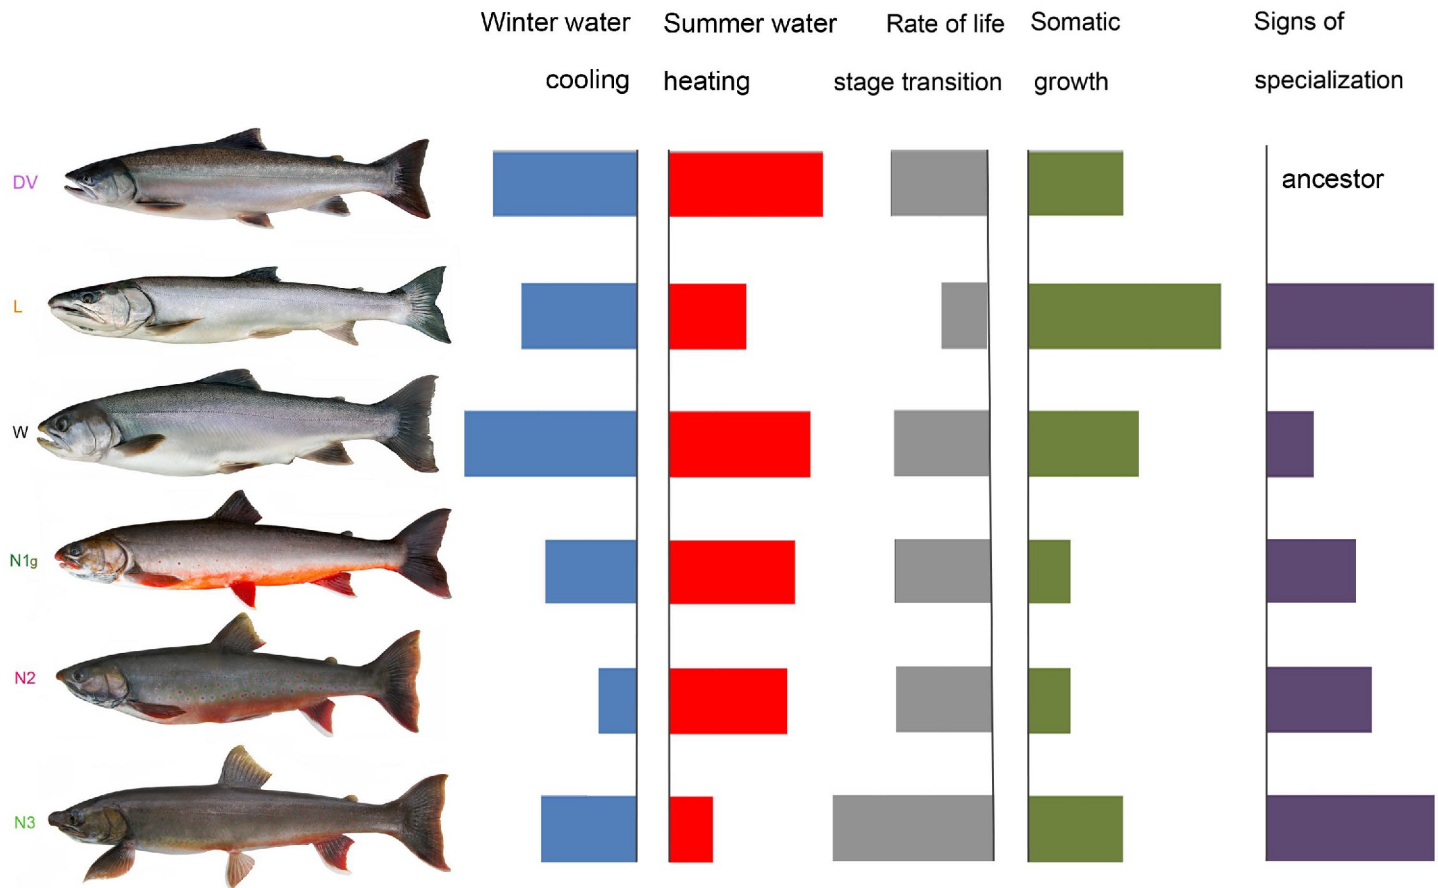 Winter water cooling
Summer water heating
Rate of life stage transition
Somatic growth
Signs of specialization
DV
ancestor
L
W
N1g
N2
N3